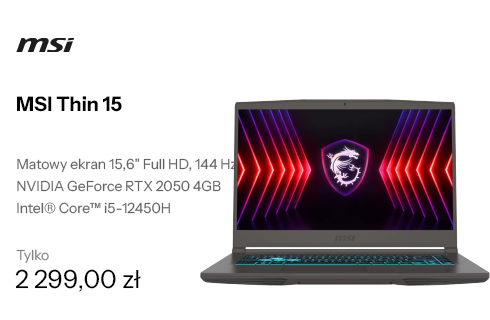 msi
MSI Thin 15
Matowy ekran 15,6" Full HD, 144 Hz
NVIDIA GeForce RTX 2050 4GB
Intel® Core™ i5-12450H
Tylko
2 299,00 zł
msi